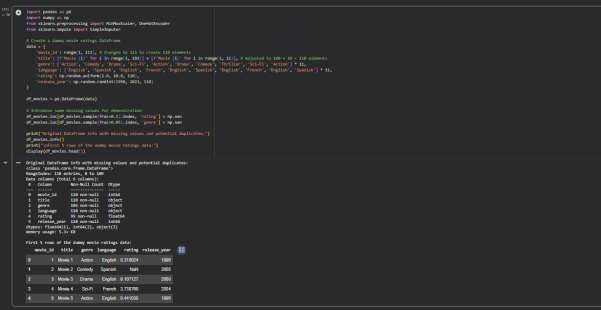 import pandas as pd
import numpy as np
from sklearn.preprocessing import MinMaxScaler, OneHotEncoder
from sklearn.impute import SimpleImputer
# Create a dummy movie ratings DataFrame
data = {
'movie_id': range(1, 111), # Changed to 111 to create 110 elements
'title': [f'Movie {i}' for i in range(1, 101)] + [f'Movie {i}' for i in range(1, 11)], # Adjusted to 100 + 10 = 110 elements
'genre': ['Action', 'Comedy', 'Drama', 'Sci-Fi', 'Action', 'Drama', 'Comedy', 'Thriller', 'Sci-Fi', 'Action'] * 11,
'language': ['English', 'Spanish', 'English', 'French', 'English', 'Spanish', 'English', 'French', 'English', 'Spanish'] * 11,
'rating': np.random.uniform(1.0, 10.0, 110),
'release_year': np.random.randint(1990, 2023, 110)
}
df_movies = pd.DataFrame(data)
# Introduce some missing values for demonstration
df_movies.loc[df_movies.sample(frac=0.1).index, 'rating'] = np.nan
df_movies.loc[df_movies.sample(frac=0.05).index, 'genre'] = np.nan
print("Original DataFrame info with missing values and potential duplicates:")
df_movies.info()
print("\nFirst 5 rows of the dummy movie ratings data:")
display(df_movies.head())
Original DataFrame info with missing values and potential duplicates:
<class 'pandas.core.frame.DataFrame'>
RangeIndex: 110 entries, 0 to 109
Data columns (total 6 columns):
# Column Non-Null Count Dtype
0 movie_id 110 non-null int64
1 title 110 non-null object
2 genre 104 non-null object
3 language 110 non-null object
4 rating 99 non-null float64
5 release_year 110 non-null int64
dtypes: float64(1), int64(2), object(3)
memory usage: 5.3+ KB
First 5 rows of the dummy movie ratings data:
movie_id title genre language rating release_year
0 1 Movie 1 Action English
1 2 Movie 2 Comedy Spanish NaN
2 3 Movie 3 Drama English
3 4 Movie 4 Sci-Fi French
4 5 Movie 5 Action English